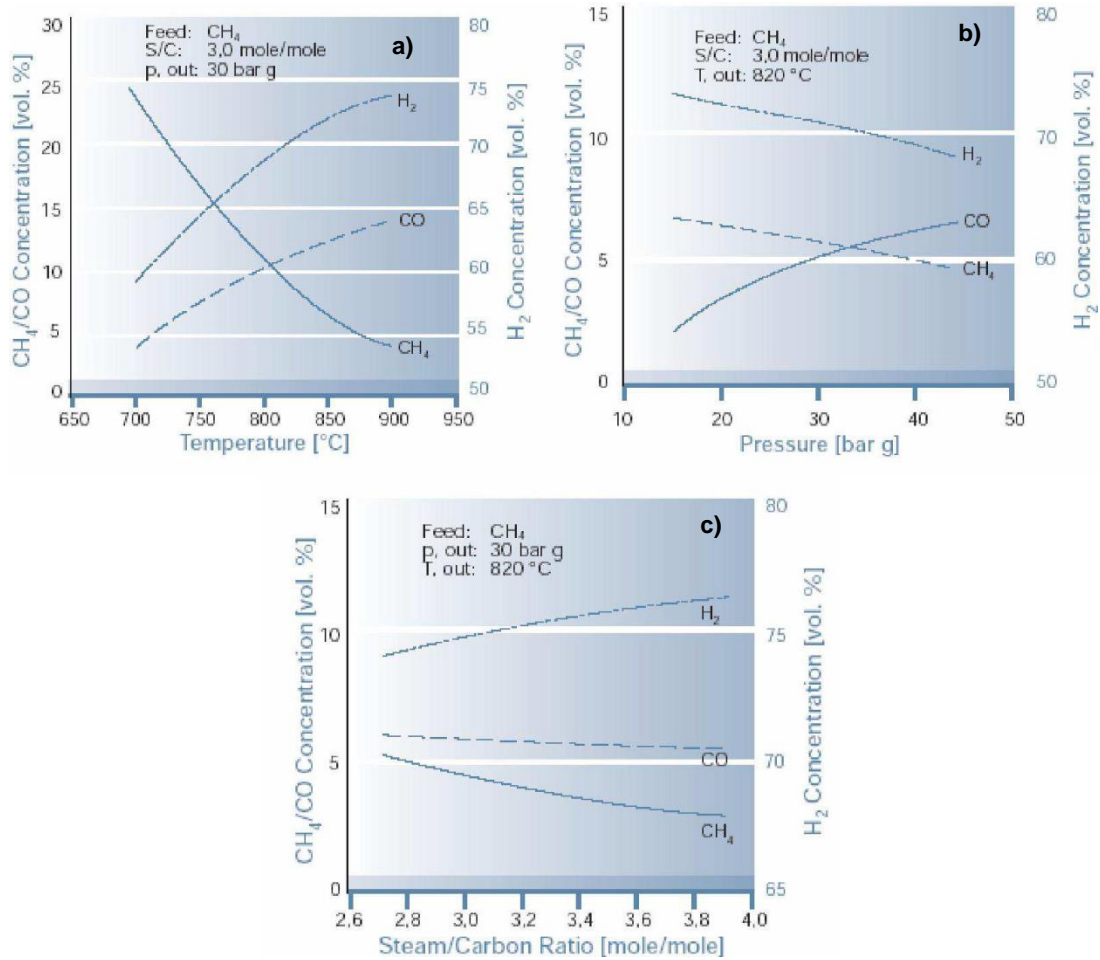 a)
Feed: CH₄
S/C: 3,0 mole/mole
p, out: 30 bar g
CH₄/CO Concentration [vol. %]
30
25
20
15
10
5
0
H₂
CO
CH₄
80
75
70
65
60
55
50
H₂ Concentration [vol. %]
650 700 750 800 850 900 950
Temperature [°C]
b)
Feed: CH₄
S/C: 3,0 mole/mole
T, out: 820 °C
CH₄/CO Concentration [vol. %]
15
10
5
0
H₂
CO
CH₄
80
70
60
50
H₂ Concentration [vol. %]
10 20 30 40 50
Pressure [bar g]
c)
Feed: CH₄
p, out: 30 bar g
T, out: 820 °C
CH₄/CO Concentration [vol. %]
15
10
5
0
H₂
CO
CH₄
80
75
70
65
H₂ Concentration [vol. %]
2,6 2,8 3,0 3,2 3,4 3,6 3,8 4,0
Steam/Carbon Ratio [mole/mole]